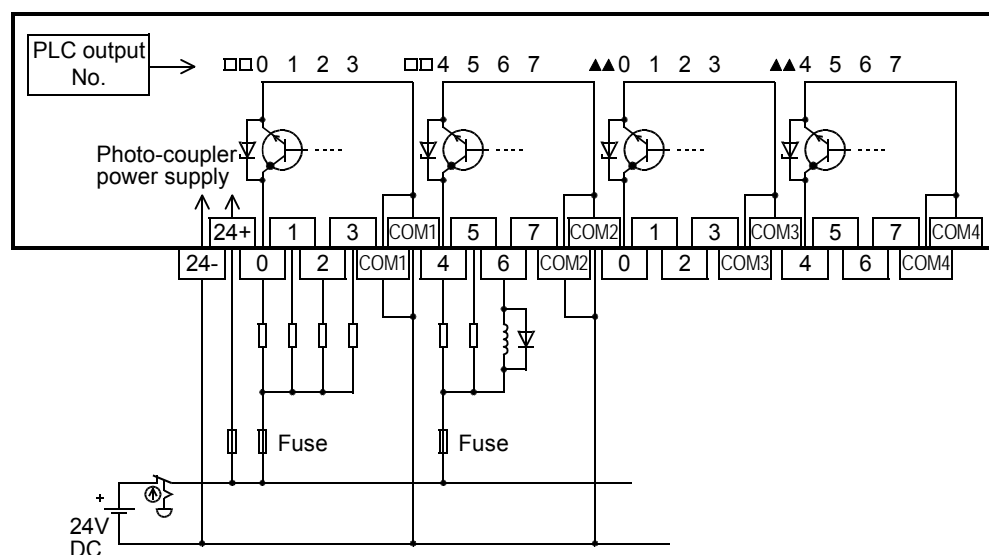 PLC output
No.
□□0 1 2 3 □□4 5 6 7 ▲▲0 1 2 3 ▲▲4 5 6 7
Photo-coupler
power supply
24+ 1 3 COM1 5 7 COM2 1 3 COM3 5 7 COM4
24- 0 2 COM1 4 6 COM2 0 2 COM3 4 6 COM4
Fuse Fuse
+
24V
DC